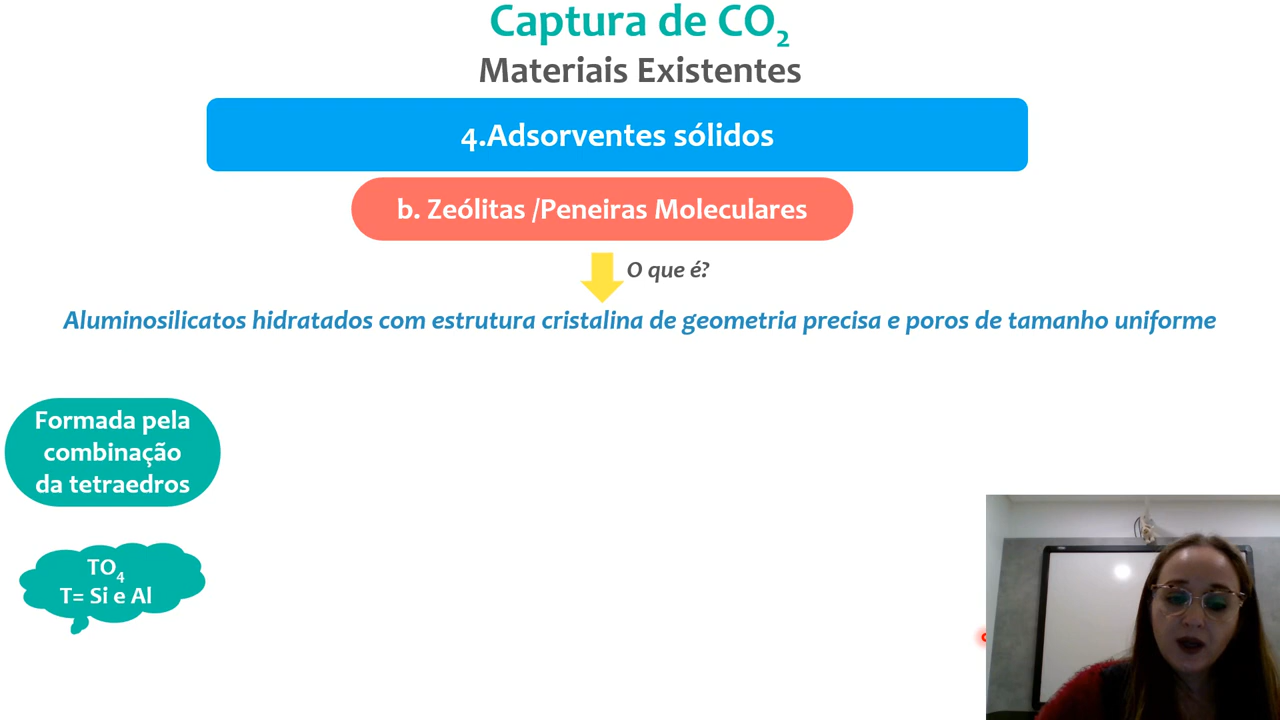 Captura de CO₂
Materiais Existentes
4.Adsorventes sólidos
b. Zeólitas /Peneiras Moleculares
O que é?
Aluminosilicatos hidratados com estrutura cristalina de geometria precisa e poros de tamanho uniforme
Formada pela
combinação
da tetraedros
TO₄
T= Si e Al